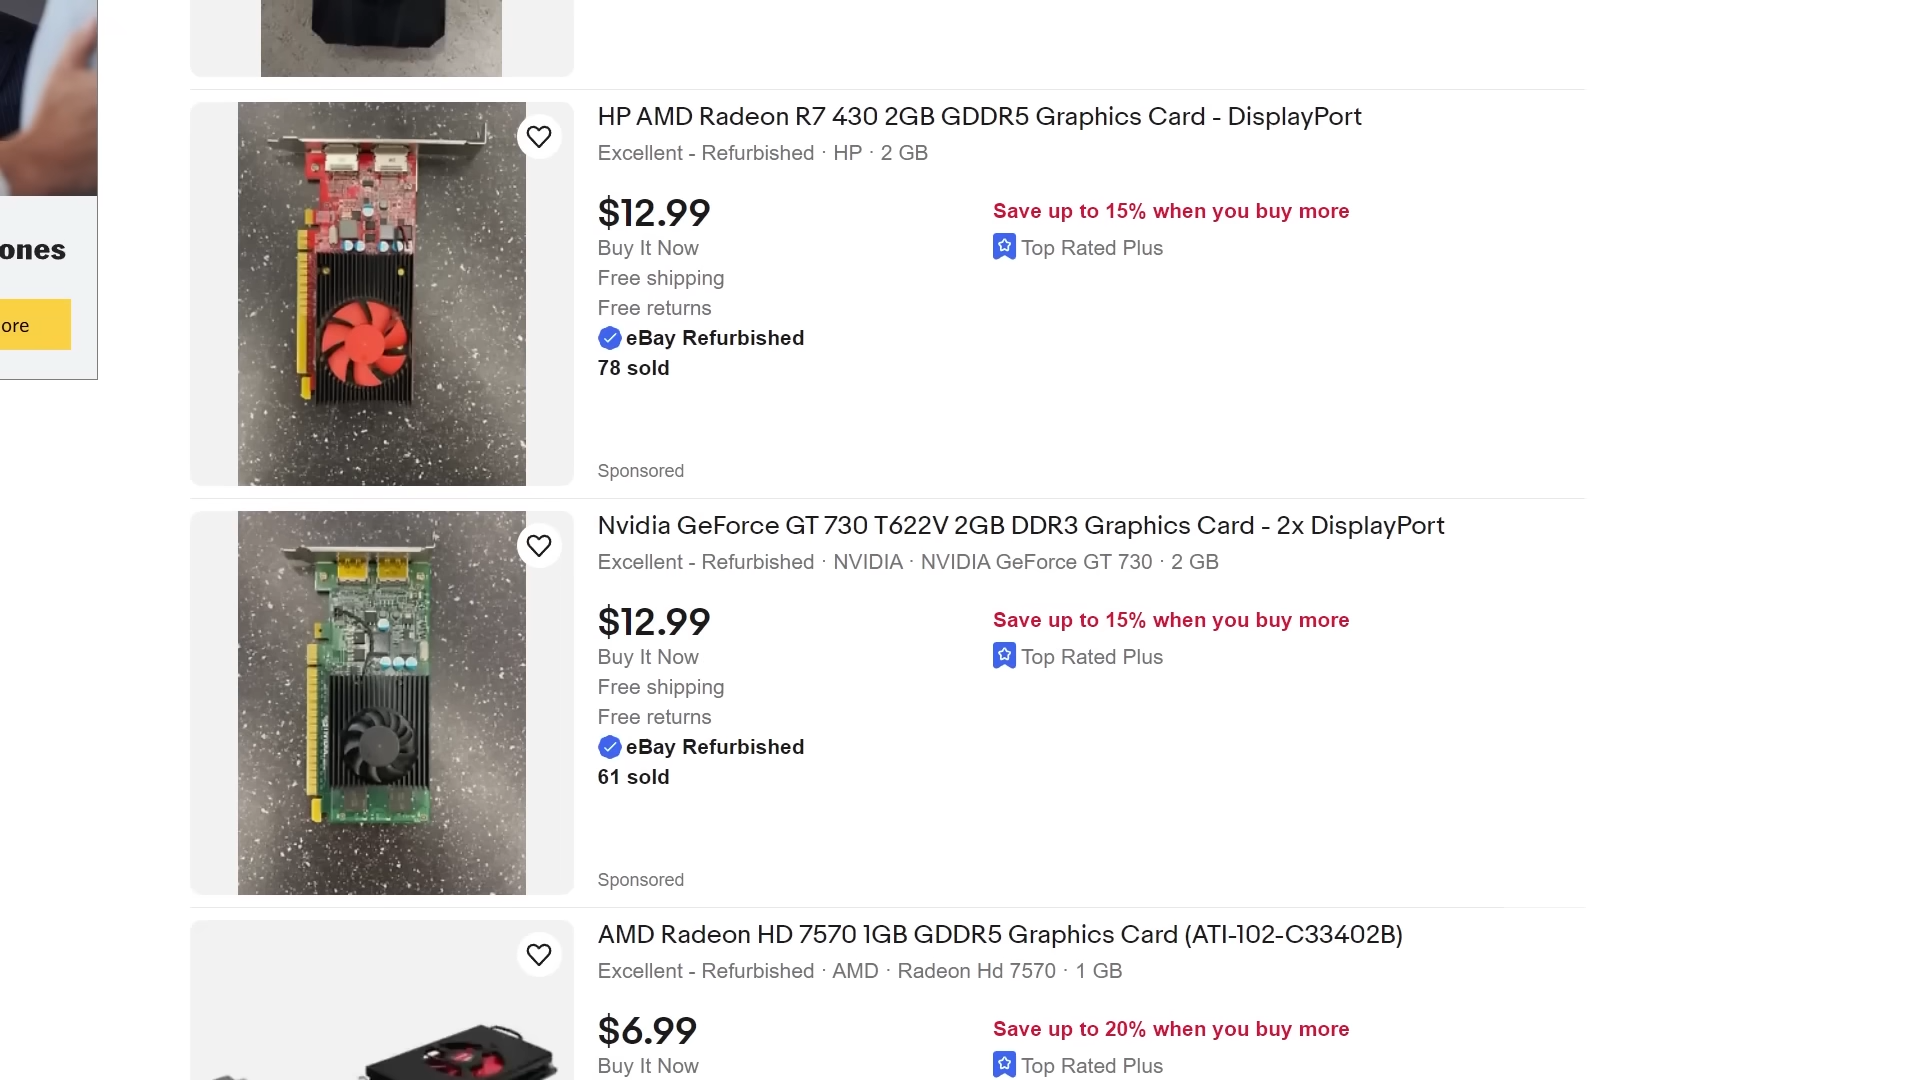 ones
ore
HP AMD Radeon R7 430 2GB GDDR5 Graphics Card - DisplayPort
Excellent - Refurbished · HP · 2 GB
$12.99
Save up to 15% when you buy more
Buy It Now
Top Rated Plus
Free shipping
Free returns
eBay Refurbished
78 sold
Sponsored
Nvidia GeForce GT 730 T622V 2GB DDR3 Graphics Card - 2x DisplayPort
Excellent - Refurbished · NVIDIA · NVIDIA GeForce GT 730 · 2 GB
$12.99
Save up to 15% when you buy more
Buy It Now
Top Rated Plus
Free shipping
Free returns
eBay Refurbished
61 sold
Sponsored
AMD Radeon HD 7570 1GB GDDR5 Graphics Card (ATI-102-C33402B)
Excellent - Refurbished · AMD · Radeon Hd 7570 · 1 GB
$6.99
Save up to 20% when you buy more
Buy It Now
Top Rated Plus